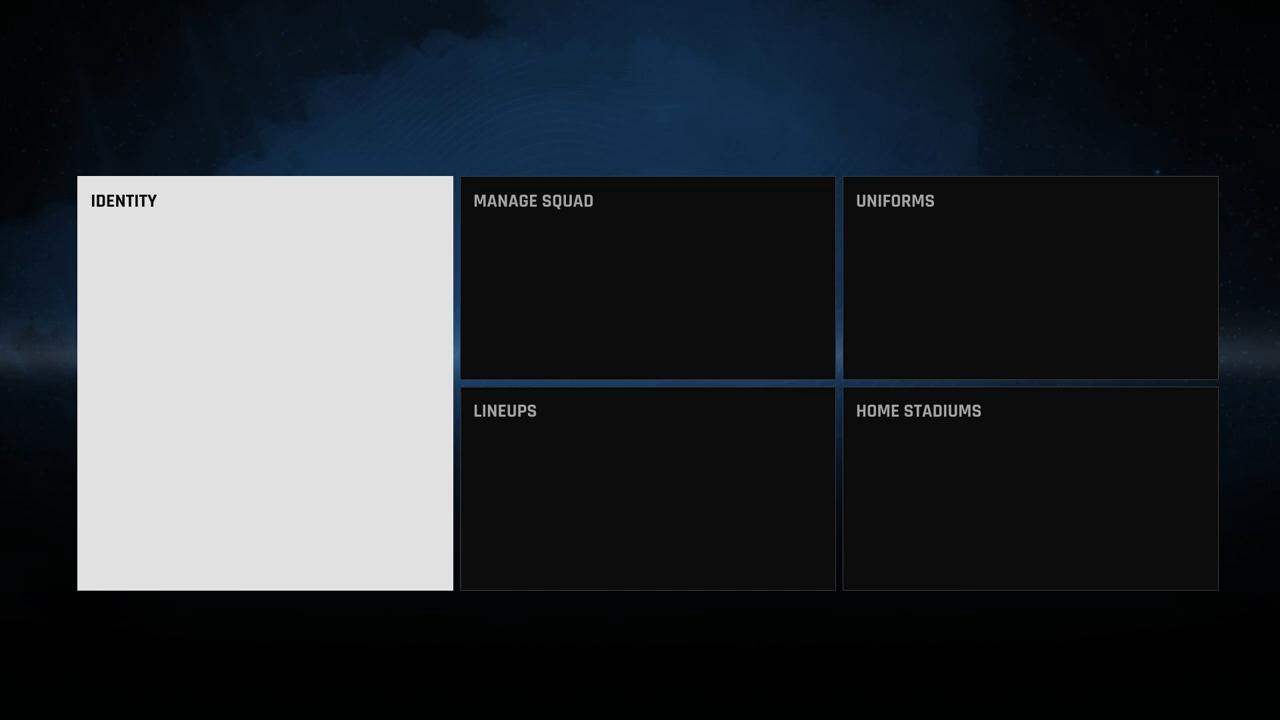 IDENTITY
MANAGE SQUAD
UNIFORMS
LINEUPS
HOME STADIUMS